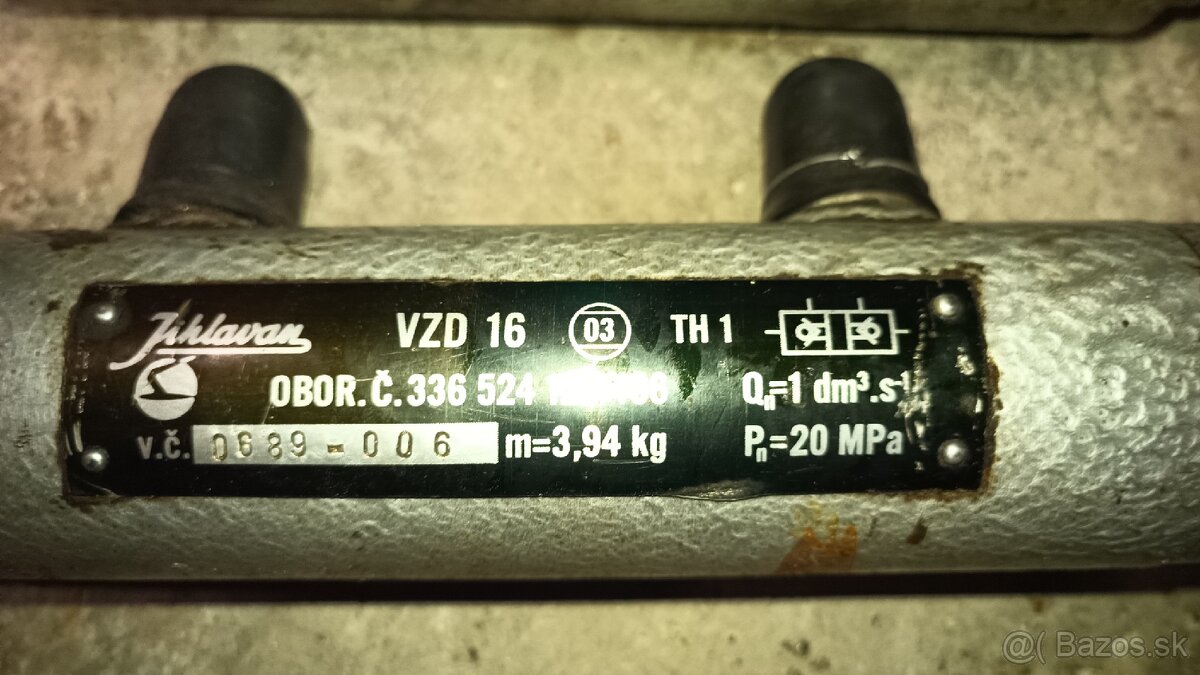 Jihlavan VZD 16 03 TH 1
OBOR.Č. 336 524 Qn=1 dm³.s-¹
V.Č. 0689-006 m=3,94 kg Pn=20 MPa
@( Bazos.sk